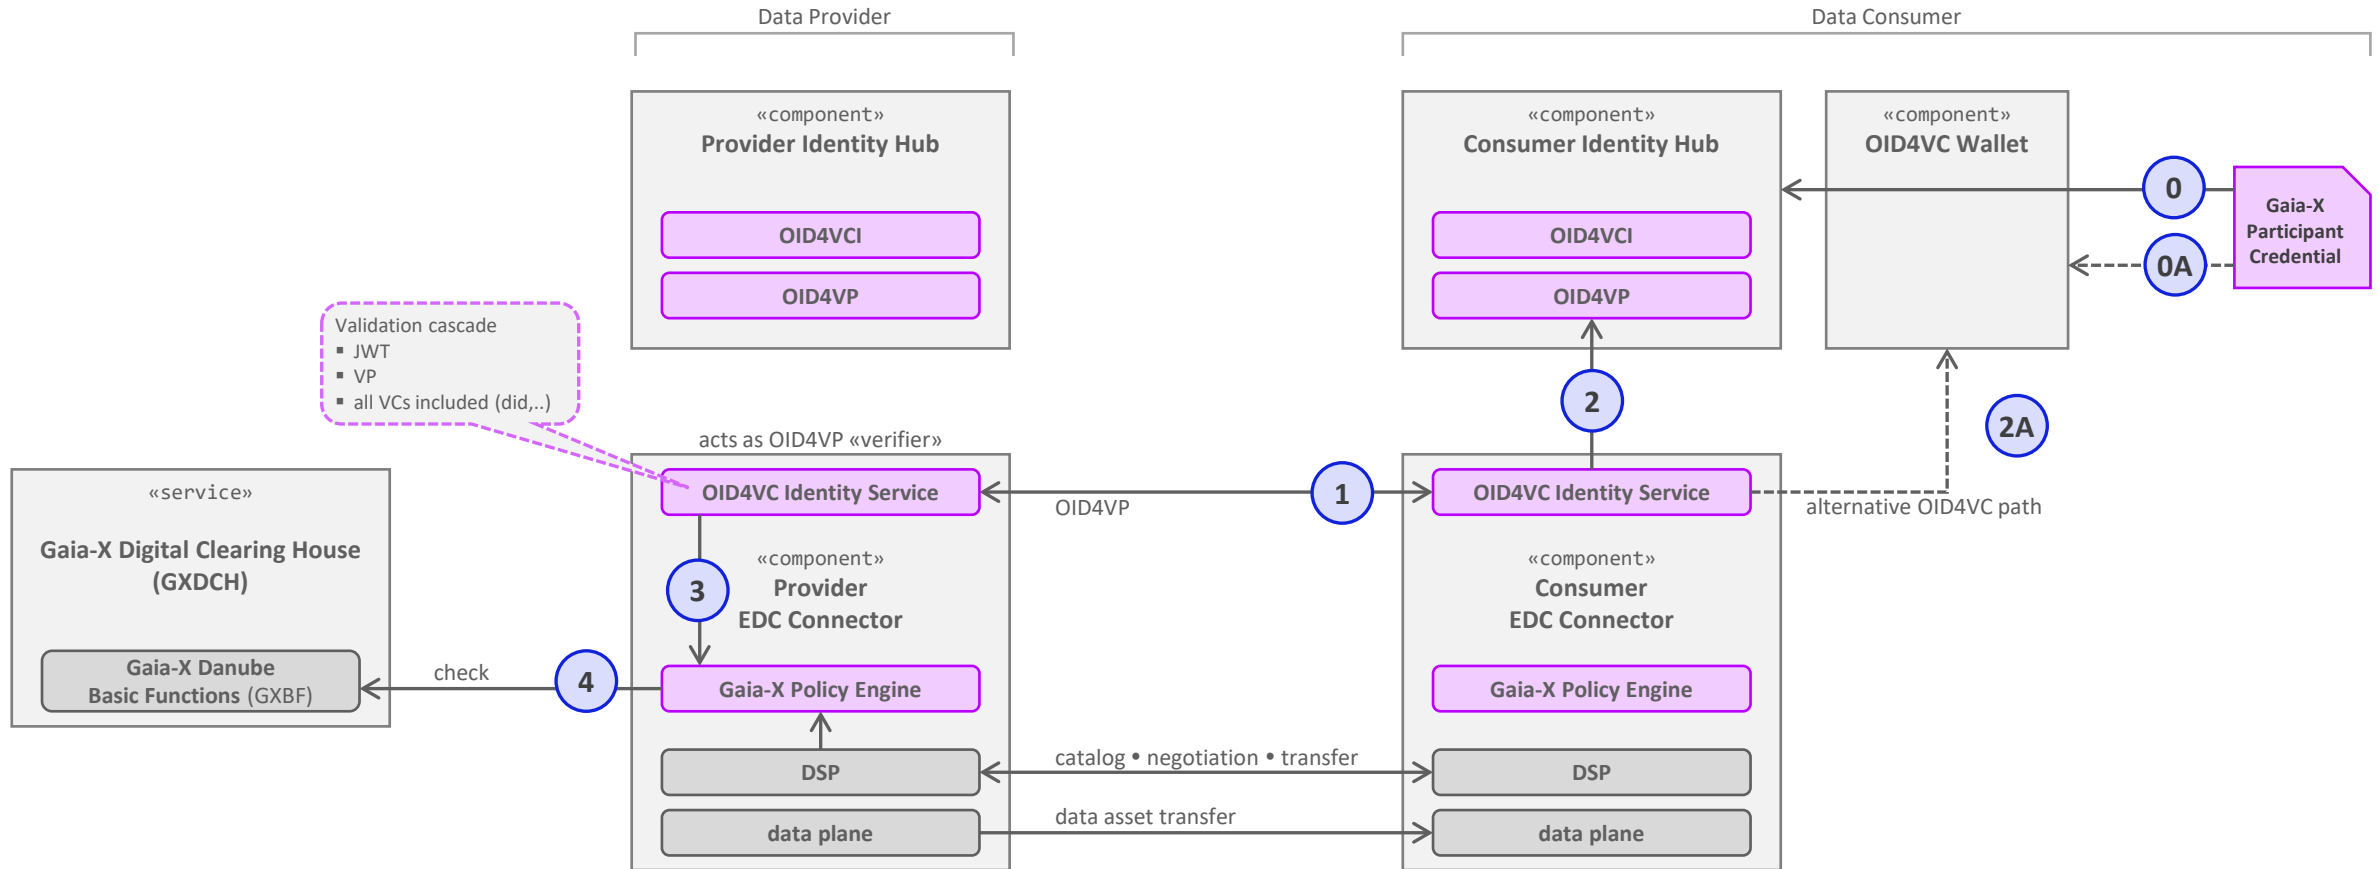 Data Provider
Data Consumer
«component»
Provider Identity Hub
OID4VCI
OID4VP
«component»
Consumer Identity Hub
OID4VCI
OID4VP
«component»
OID4VC Wallet
0
0A
Gaia-X
Participant
Credential
Validation cascade
▪ JWT
▪ VP
▪ all VCs included (did,..)
2
2A
acts as OID4VP «verifier»
OID4VC Identity Service
1
OID4VP
OID4VC Identity Service
alternative OID4VC path
«service»
Gaia-X Digital Clearing House
(GXDCH)
Gaia-X Danube
Basic Functions (GXBF)
check
4
3
«component»
Provider
EDC Connector
Gaia-X Policy Engine
DSP
data plane
catalog • negotiation • transfer
data asset transfer
«component»
Consumer
EDC Connector
Gaia-X Policy Engine
DSP
data plane